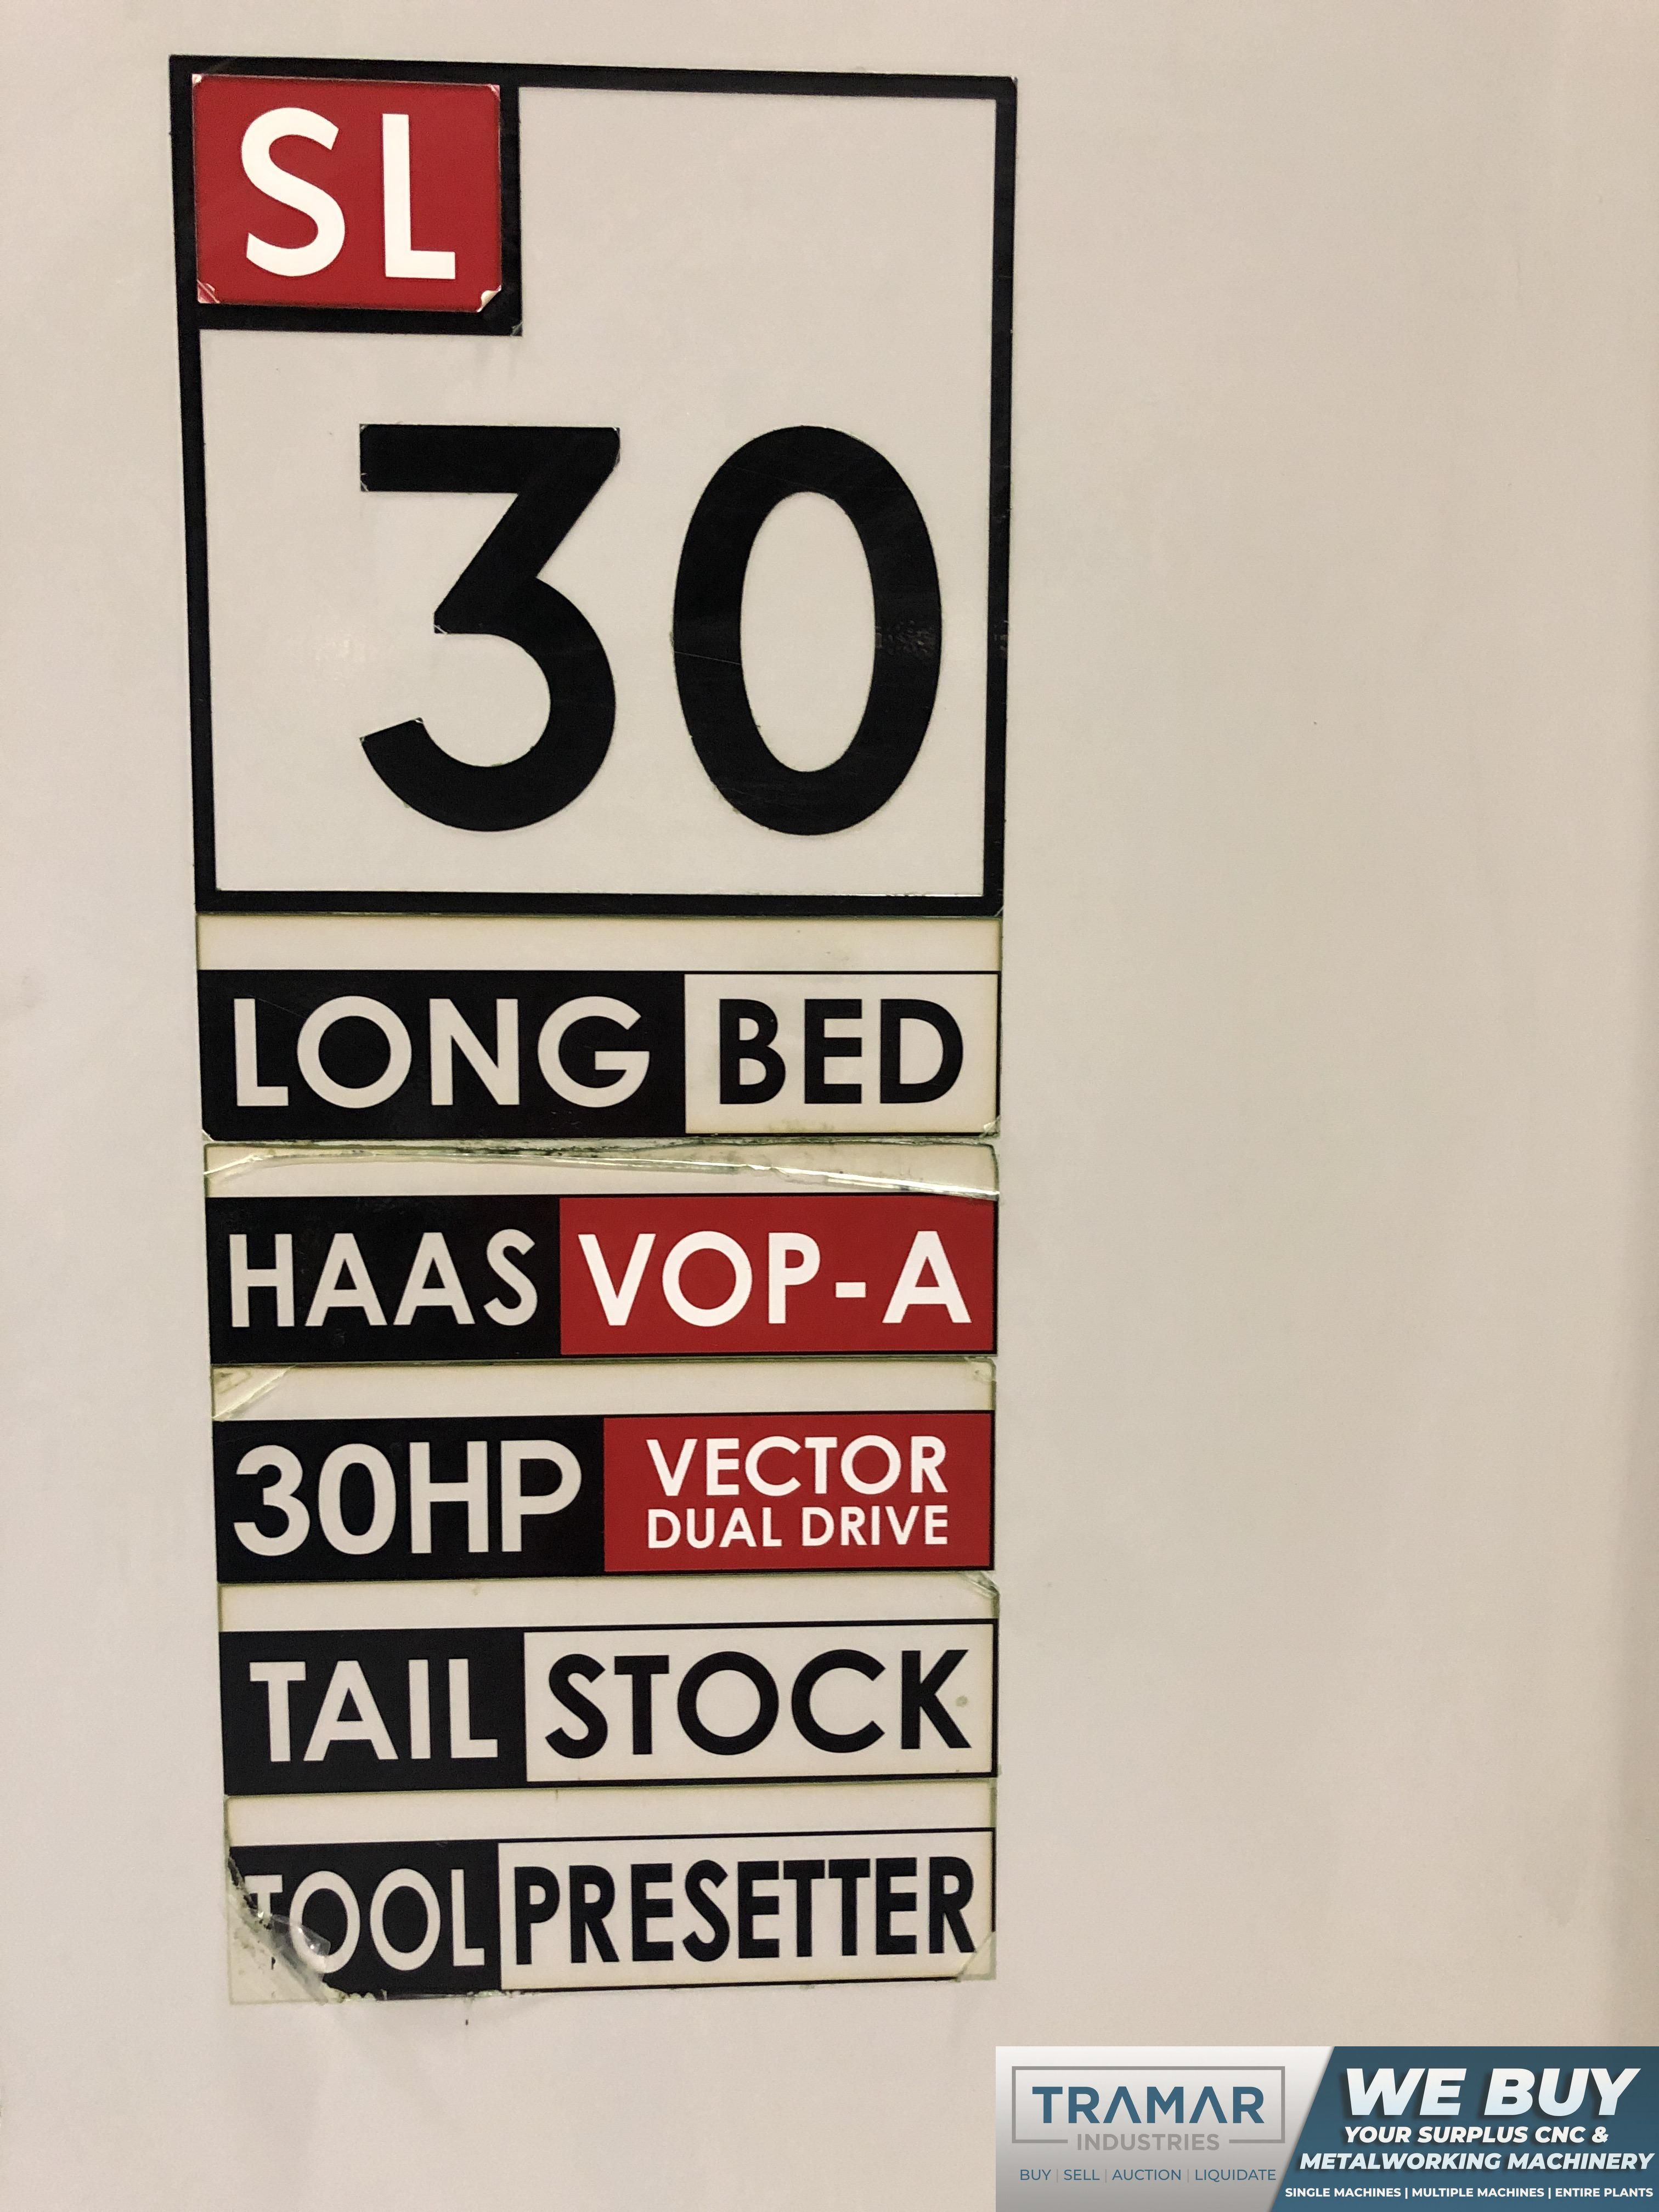 SL
30
LONG BED
HAAS VOP-A
30HP VECTOR
DUAL DRIVE
TAIL STOCK
TOOL PRESETTER
TRAMAR
INDUSTRIES
BUY | SELL | AUCTION | LIQUIDATE
WE BUY
YOUR SURPLUS CNC &
METALWORKING MACHINERY
SINGLE MACHINES | MULTIPLE MACHINES | ENTIRE PLANTS